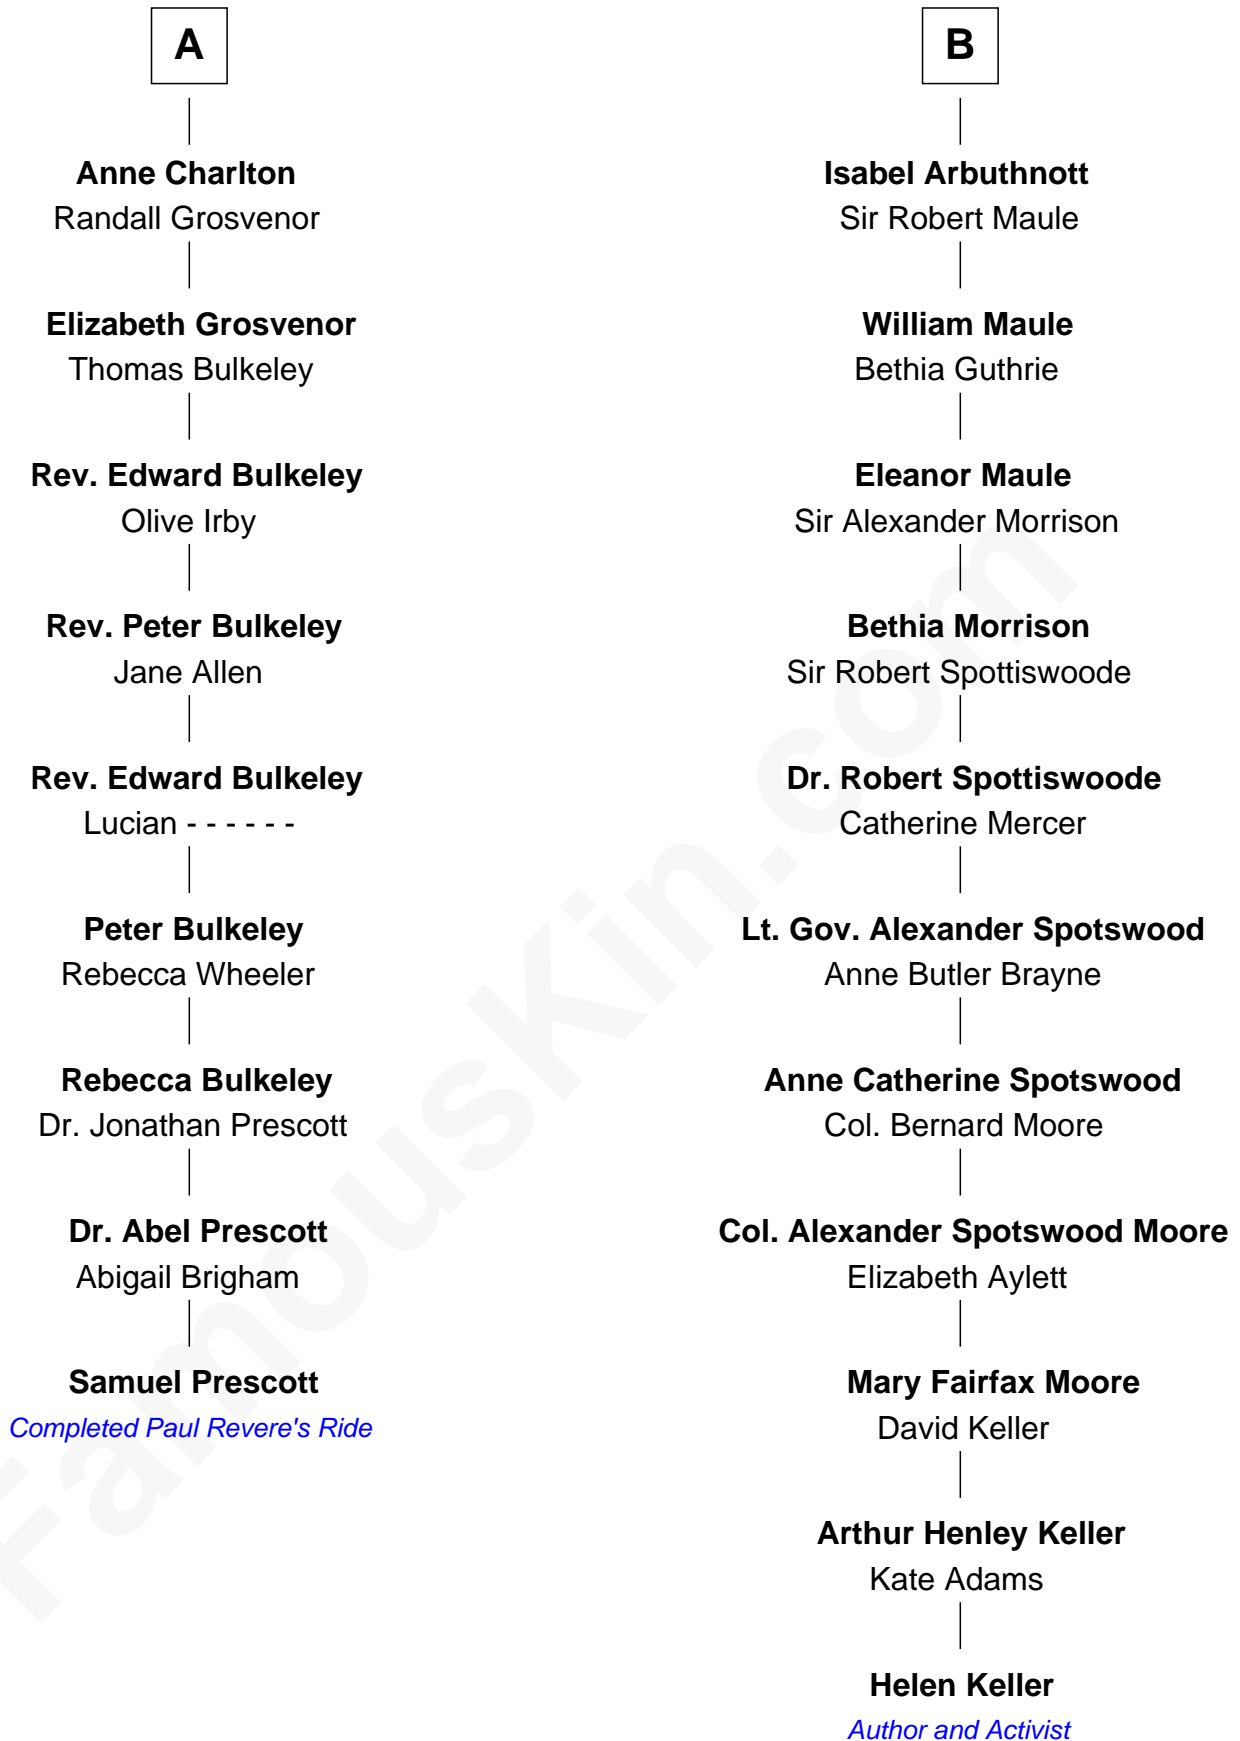 A
Anne Charlton
Randall Grosvenor
Elizabeth Grosvenor
Thomas Bulkeley
Rev. Edward Bulkeley
Olive Irby
Rev. Peter Bulkeley
Jane Allen
Rev. Edward Bulkeley
Lucian - - - - - -
Peter Bulkeley
Rebecca Wheeler
Rebecca Bulkeley
Dr. Jonathan Prescott
Dr. Abel Prescott
Abigail Brigham
Samuel Prescott
Completed Paul Revere's Ride
B
Isabel Arbuthnott
Sir Robert Maule
William Maule
Bethia Guthrie
Eleanor Maule
Sir Alexander Morrison
Bethia Morrison
Sir Robert Spottiswoode
Dr. Robert Spottiswoode
Catherine Mercer
Lt. Gov. Alexander Spotswood
Anne Butler Brayne
Anne Catherine Spotswood
Col. Bernard Moore
Col. Alexander Spotswood Moore
Elizabeth Aylett
Mary Fairfax Moore
David Keller
Arthur Henley Keller
Kate Adams
Helen Keller
Author and Activist
FamousKin.com